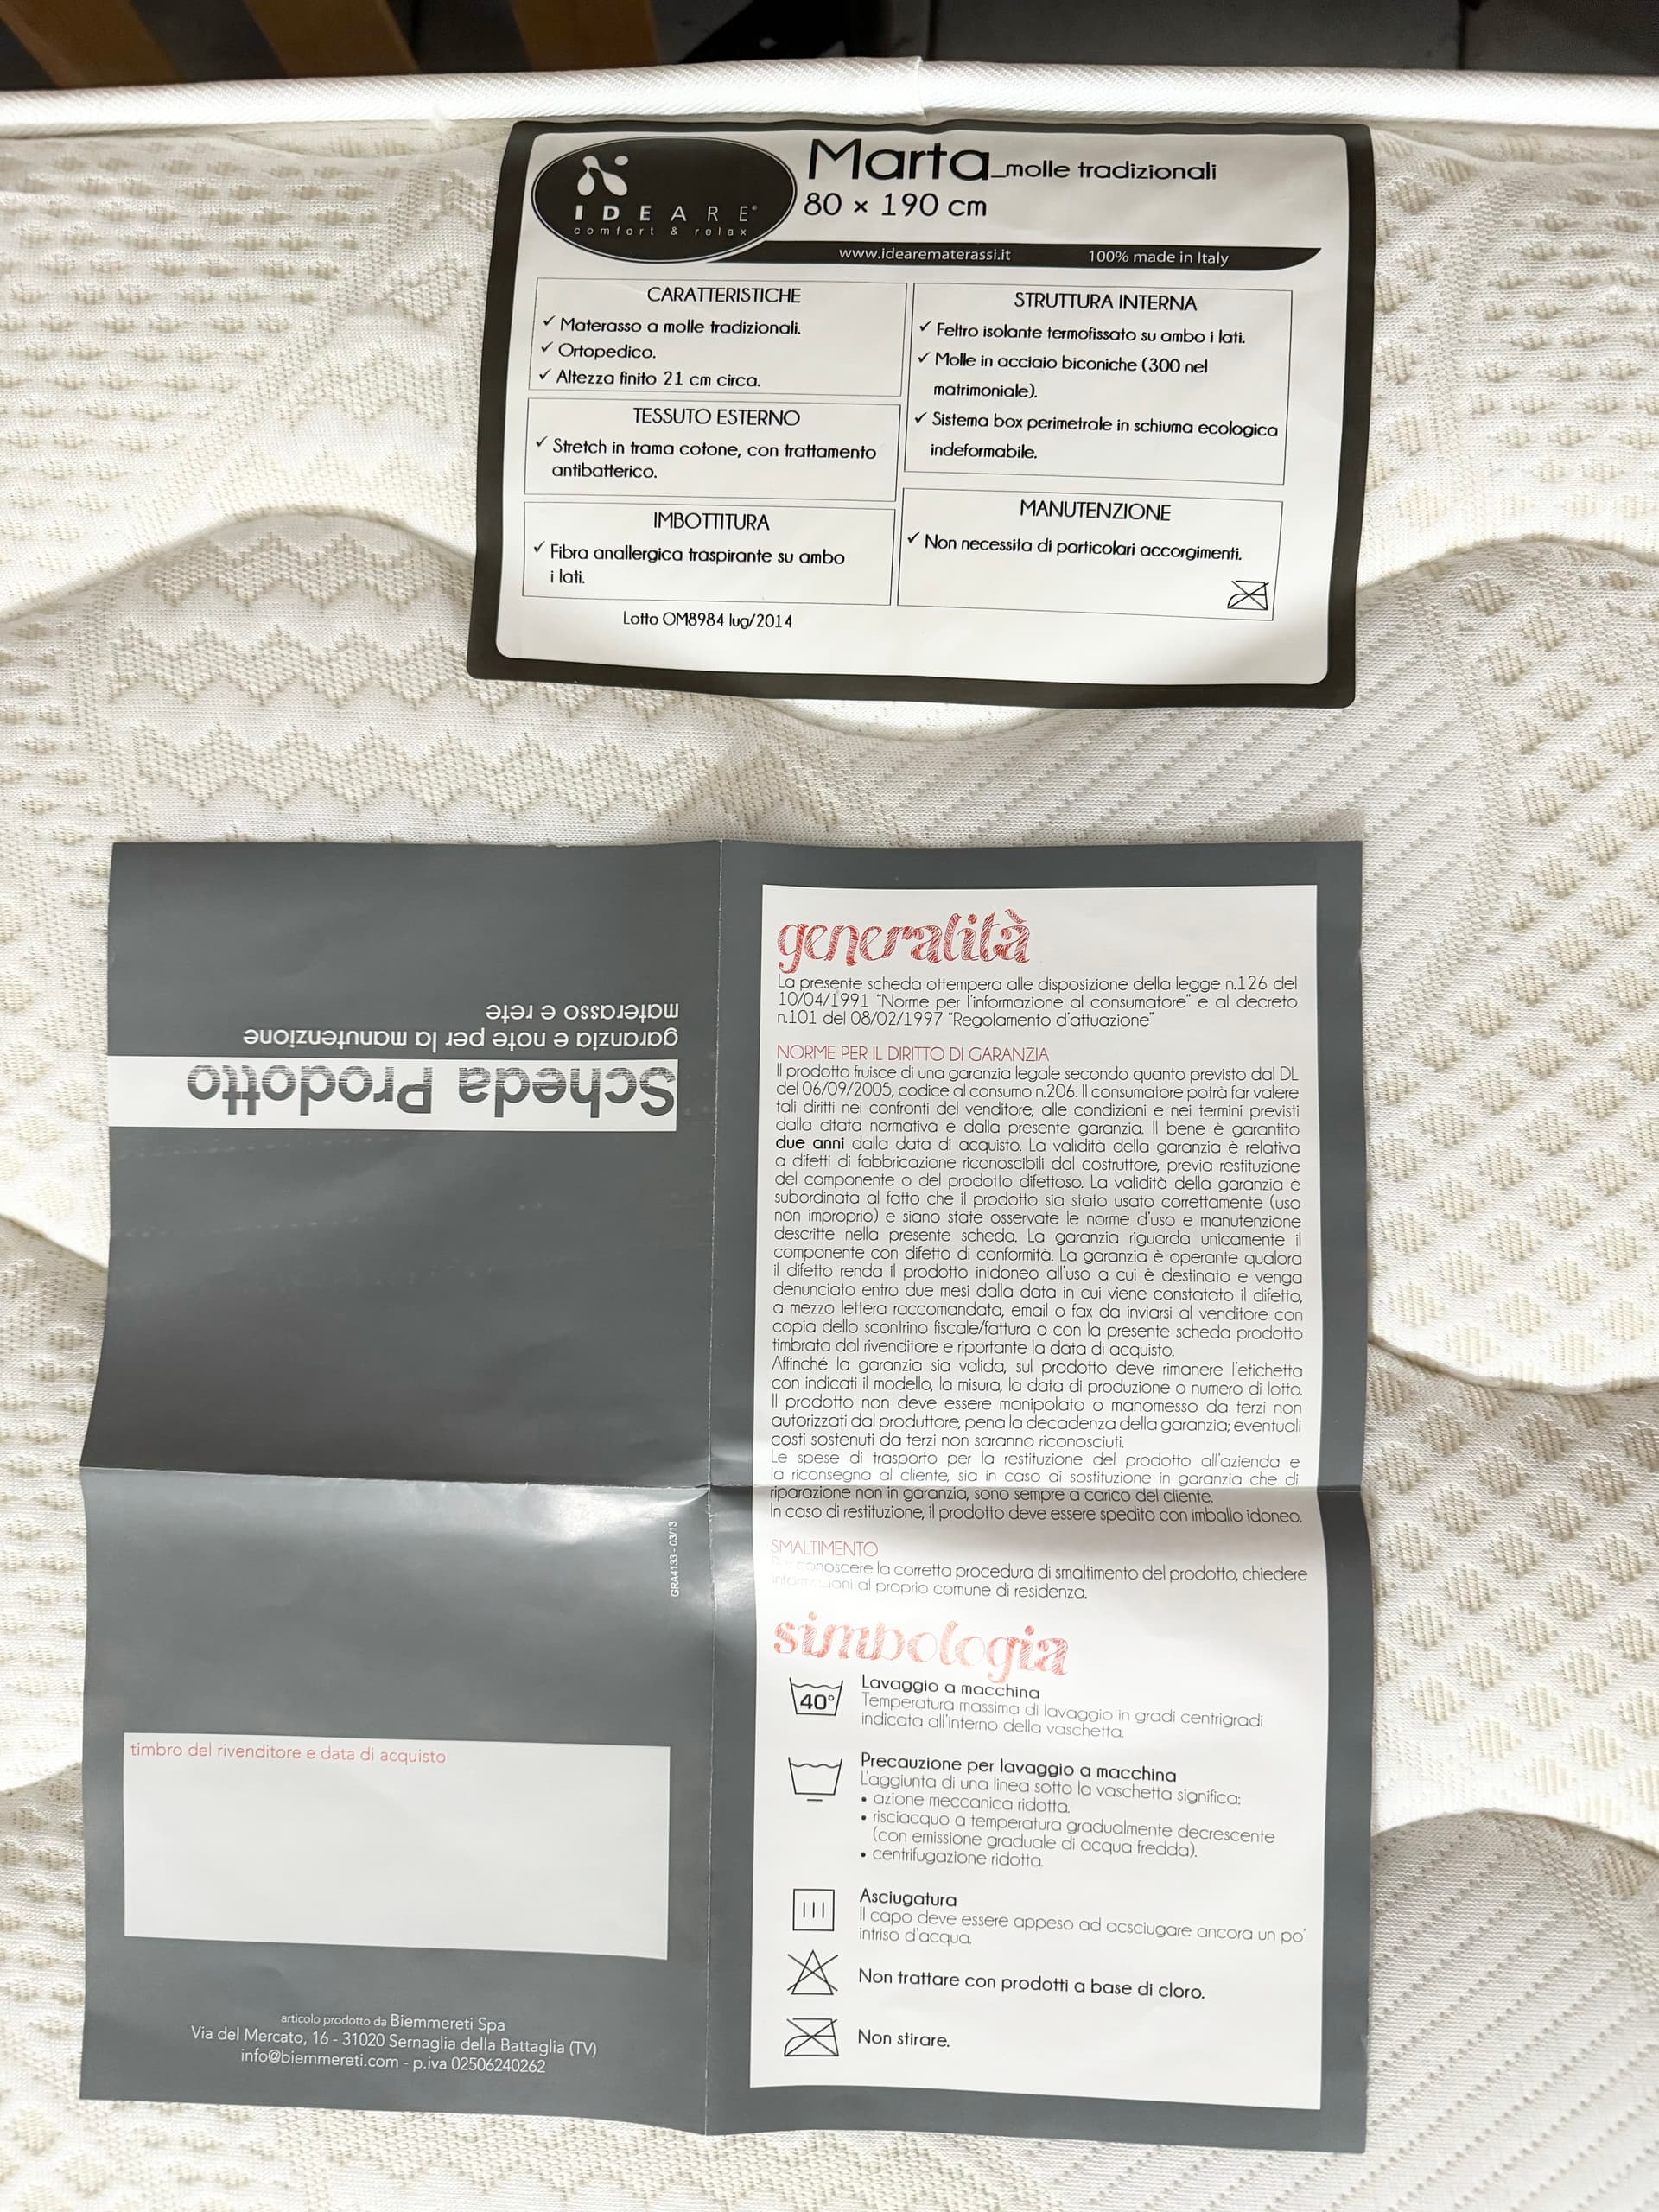 IDEARE®
comfort & relax
Marta_molle tradizionali
80 × 190 cm
www.idearematerassi.it 100% made in Italy
CARATTERISTICHE
✓ Materasso a molle tradizionali.
✓ Ortopedico.
✓ Altezza finito 21 cm circa.
TESSUTO ESTERNO
✓ Stretch in trama cotone, con trattamento
antibatterico.
IMBOTTITURA
✓ Fibra anallergica traspirante su ambo
i lati.
Lotto OM8984 lug/2014
STRUTTURA INTERNA
✓ Feltro isolante termofissato su ambo i lati.
✓ Molle in acciaio biconiche (300 nel
matrimoniale).
✓ Sistema box perimetrale in schiuma ecologica
indeformabile.
MANUTENZIONE
✓ Non necessita di particolari accorgimenti.
Scheda Prodotto
garanzia e note per la manutenzione
materasso e rete
GRA4133 - 03/13
timbro del rivenditore e data di acquisto
articolo prodotto da Biemmereti Spa
Via del Mercato, 16 - 31020 Sernaglia della Battaglia (TV)
info@biemmereti.com - p.iva 02506240262
generalità
La presente scheda ottempera alle disposizione della legge n.126 del
10/04/1991 "Norme per l'informazione al consumatore" e al decreto
n.101 del 08/02/1997 "Regolamento d'attuazione"
NORME PER IL DIRITTO DI GARANZIA
Il prodotto fruisce di una garanzia legale secondo quanto previsto dal DL
del 06/09/2005, codice al consumo n.206. Il consumatore potrà far valere
tali diritti nei confronti del venditore, alle condizioni e nei termini previsti
dalla citata normativa e dalla presente garanzia. Il bene è garantito
due anni dalla data di acquisto. La validità della garanzia è relativa
a difetti di fabbricazione riconoscibili dal costruttore, previa restituzione
del componente o del prodotto difettoso. La validità della garanzia è
subordinata al fatto che il prodotto sia stato usato correttamente (uso
non improprio) e siano state osservate le norme d'uso e manutenzione
descritte nella presente scheda. La garanzia riguarda unicamente il
componente con difetto di conformità. La garanzia è operante qualora
il difetto renda il prodotto inidoneo all'uso a cui è destinato e venga
denunciato entro due mesi dalla data in cui viene constatato il difetto,
a mezzo lettera raccomandata, email o fax da inviarsi al venditore con
copia dello scontrino fiscale/fattura o con la presente scheda prodotto
timbrata dal rivenditore e riportante la data di acquisto.
Affinché la garanzia sia valida, sul prodotto deve rimanere l'etichetta
con indicati il modello, la misura, la data di produzione o numero di lotto.
Il prodotto non deve essere manipolato o manomesso da terzi non
autorizzati dal produttore, pena la decadenza della garanzia; eventuali
costi sostenuti da terzi non saranno riconosciuti.
Le spese di trasporto per la restituzione del prodotto all'azienda e
la riconsegna al cliente, sia in caso di sostituzione in garanzia che di
riparazione non in garanzia, sono sempre a carico del cliente.
In caso di restituzione, il prodotto deve essere spedito con imballo idoneo.
SMALTIMENTO
conoscere la corretta procedura di smaltimento del prodotto, chiedere
informazioni al proprio comune di residenza.
simbologia
40°
Lavaggio a macchina
Temperatura massima di lavaggio in gradi centrigradi
indicata all'interno della vaschetta.
Precauzione per lavaggio a macchina
L'aggiunta di una linea sotto la vaschetta significa:
• azione meccanica ridotta.
• risciacquo a temperatura gradualmente decrescente
(con emissione graduale di acqua fredda).
• centrifugazione ridotta.
Asciugatura
Il capo deve essere appeso ad acsciugare ancora un po'
intriso d'acqua.
Non trattare con prodotti a base di cloro.
Non stirare.